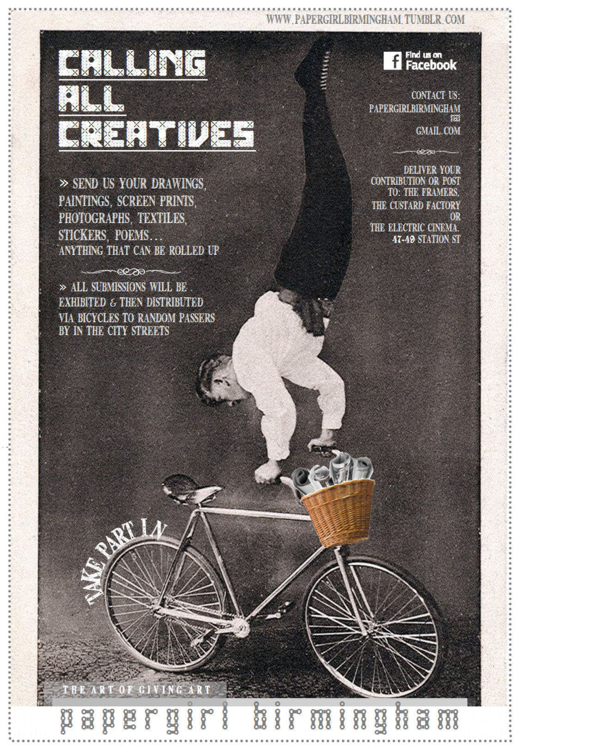 WWW.PAPERGIRLBIRMINGHAM.TUMBLR.COM
CALLING
ALL
CREATIVES
» SEND US YOUR DRAWINGS,
PAINTINGS, SCREEN PRINTS,
PHOTOGRAPHS, TEXTILES,
STICKERS, POEMS...
ANYTHING THAT CAN BE ROLLED UP
» ALL SUBMISSIONS WILL BE .
EXHIBITED & THEN DISTRIBUTED
VIA BICYCLES TO RANDOM PASSERS
BY IN THE CITY STREETS
f Find us on
Facebook
CONTACT US:
PAPERGIRLBIRMINGHAM
@
GMAIL.COM
DELIVER YOUR
CONTRIBUTION OR POST
TO: THE FRAMERS,
THE CUSTARD FACTORY
OR
THE ELECTRIC CINEMA.
47-49 STATION ST
TAKE PART IN
THE ART OF GIVING ART
papergirl birmingham